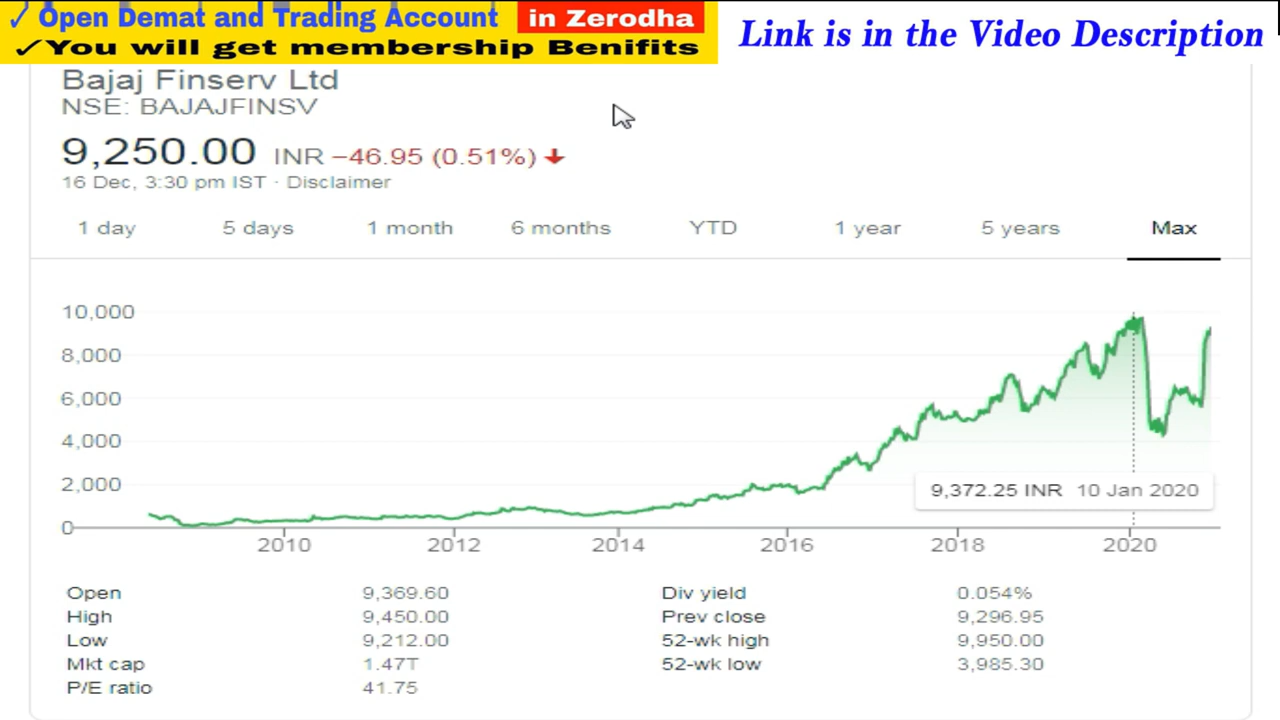 ✓ Open Demat and Trading Account in Zerodha
✓You will get membership Benifits
Link is in the Video Description
Bajaj Finserv Ltd
NSE: BAJAJFINSV
9,250.00 INR −46.95 (0.51%)
16 Dec, 3:30 pm IST · Disclaimer
1 day 5 days 1 month 6 months YTD 1 year 5 years Max
10,000
8,000
6,000
4,000
2,000
0
9,372.25 INR 10 Jan 2020
2010 2012 2014 2016 2018 2020
Open 9,369.60 Div yield 0.054%
High 9,450.00 Prev close 9,296.95
Low 9,212.00 52-wk high 9,950.00
Mkt cap 1.47T 52-wk low 3,985.30
P/E ratio 41.75